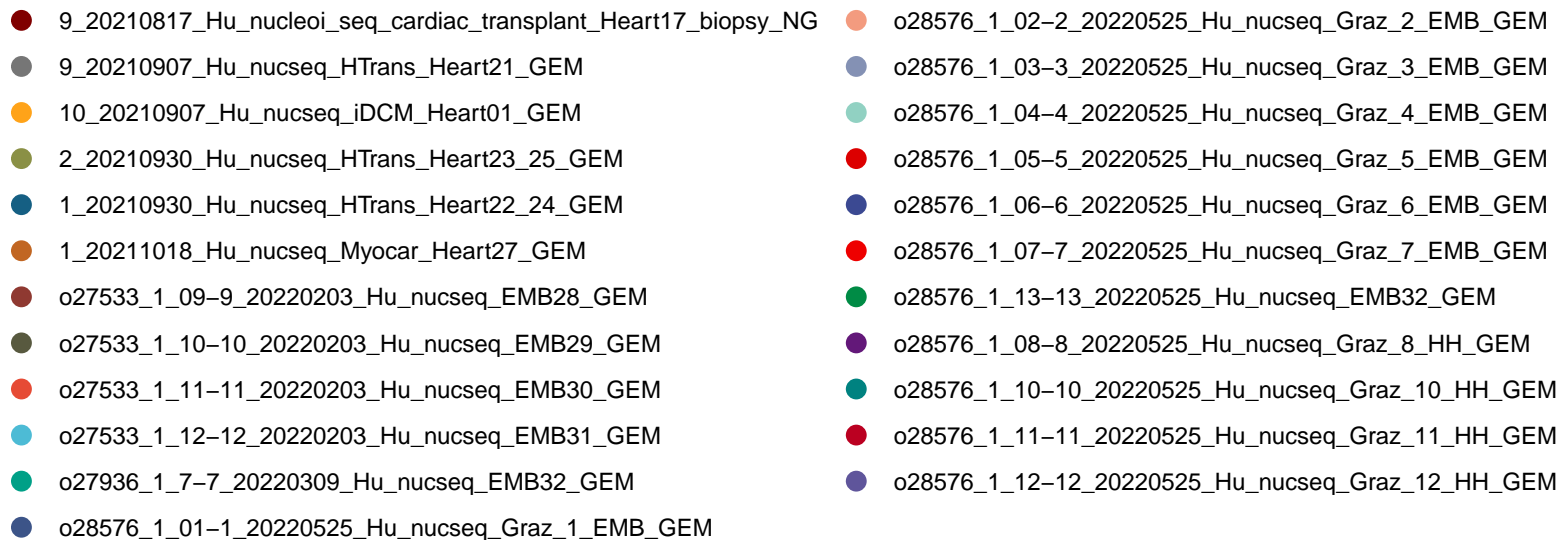 9_20210817_Hu_nucleoi_seq_cardiac_transplant_Heart17_biopsy_NG
9_20210907_Hu_nucseq_HTrans_Heart21_GEM
10_20210907_Hu_nucseq_iDCM_Heart01_GEM
2_20210930_Hu_nucseq_HTrans_Heart23_25_GEM
1_20210930_Hu_nucseq_HTrans_Heart22_24_GEM
1_20211018_Hu_nucseq_Myocar_Heart27_GEM
o27533_1_09−9_20220203_Hu_nucseq_EMB28_GEM
o27533_1_10−10_20220203_Hu_nucseq_EMB29_GEM
o27533_1_11−11_20220203_Hu_nucseq_EMB30_GEM
o27533_1_12−12_20220203_Hu_nucseq_EMB31_GEM
o27936_1_7−7_20220309_Hu_nucseq_EMB32_GEM
o28576_1_01−1_20220525_Hu_nucseq_Graz_1_EMB_GEM
o28576_1_02−2_20220525_Hu_nucseq_Graz_2_EMB_GEM
o28576_1_03−3_20220525_Hu_nucseq_Graz_3_EMB_GEM
o28576_1_04−4_20220525_Hu_nucseq_Graz_4_EMB_GEM
o28576_1_05−5_20220525_Hu_nucseq_Graz_5_EMB_GEM
o28576_1_06−6_20220525_Hu_nucseq_Graz_6_EMB_GEM
o28576_1_07−7_20220525_Hu_nucseq_Graz_7_EMB_GEM
o28576_1_13−13_20220525_Hu_nucseq_EMB32_GEM
o28576_1_08−8_20220525_Hu_nucseq_Graz_8_HH_GEM
o28576_1_10−10_20220525_Hu_nucseq_Graz_10_HH_GEM
o28576_1_11−11_20220525_Hu_nucseq_Graz_11_HH_GEM
o28576_1_12−12_20220525_Hu_nucseq_Graz_12_HH_GEM